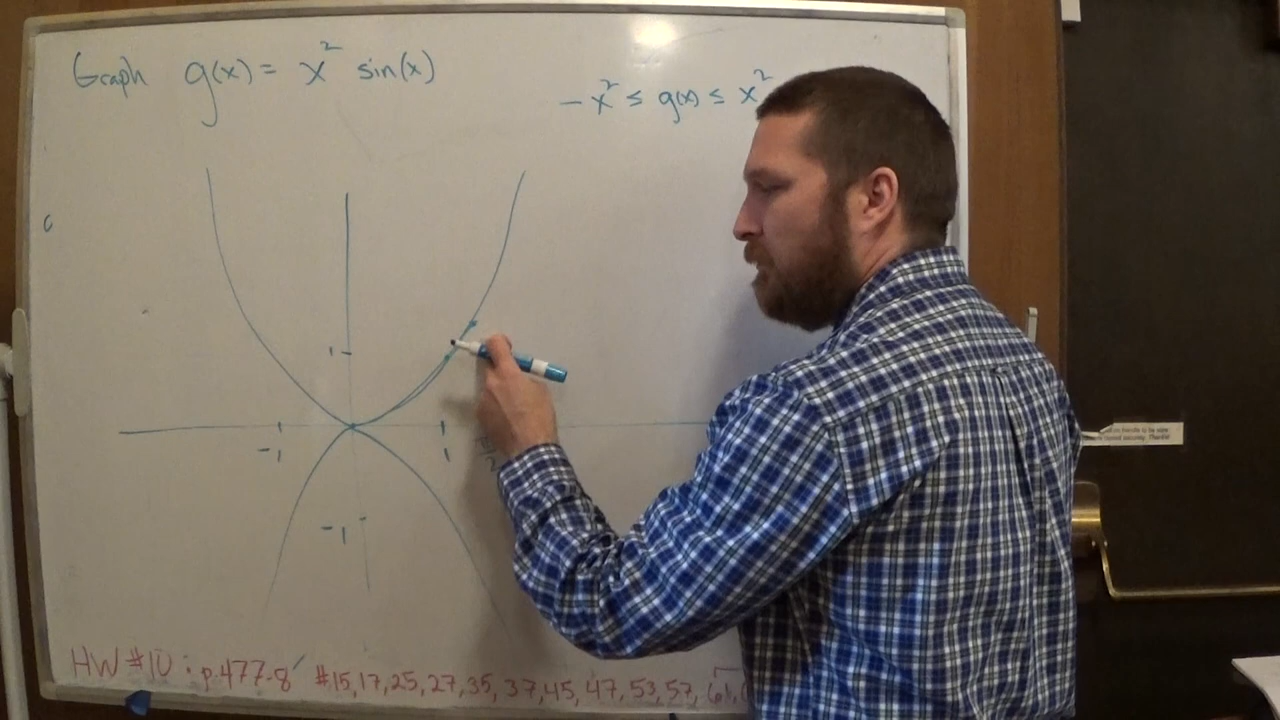 Graph g(x) = x² sin(x)
-x² ≤ g(x) ≤ x²
1
-1 1
-1
HW #10 : p.477-8 #15,17,25,27,35,37,45,47,53,57,61,